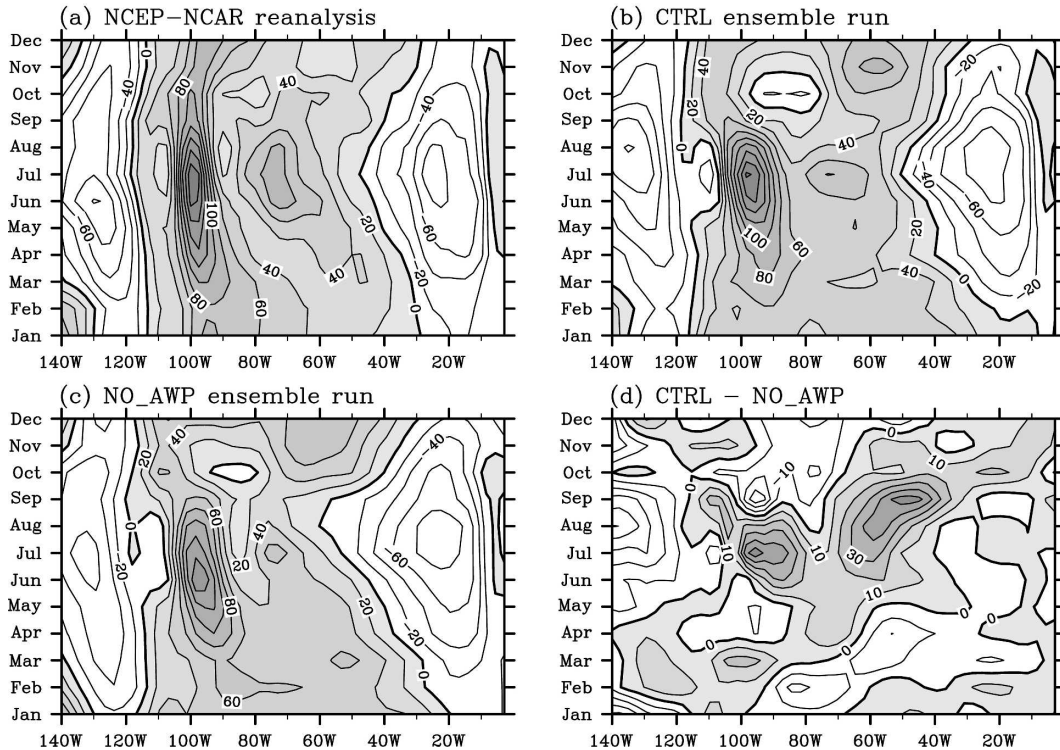 (a) NCEP-NCAR reanalysis
Dec
Nov
Oct
Sep
Aug
Jul
Jun
May
Apr
Mar
Feb
Jan
140W 120W 100W 80W 60W 40W 20W
-40
0
80
40
-40
-60
100
20
-60
40
40
-20
80
60
0
(b) CTRL ensemble run
Dec
Nov
Oct
Sep
Aug
Jul
Jun
May
Apr
Mar
Feb
Jan
140W 120W 100W 80W 60W 40W 20W
40
-20
20
20
0
40
-40
-60
100
20
60
80
40
0
-20
(c) NO_AWP ensemble run
Dec
Nov
Oct
Sep
Aug
Jul
Jun
May
Apr
Mar
Feb
Jan
140W 120W 100W 80W 60W 40W 20W
40
-40
20
60
0
40
-20
20
-60
80
20
-20
0
60
(d) CTRL - NO_AWP
Dec
Nov
Oct
Sep
Aug
Jul
Jun
May
Apr
Mar
Feb
Jan
140W 120W 100W 80W 60W 40W 20W
0
10
-10
0
10
10
30
10
0
0
0
0